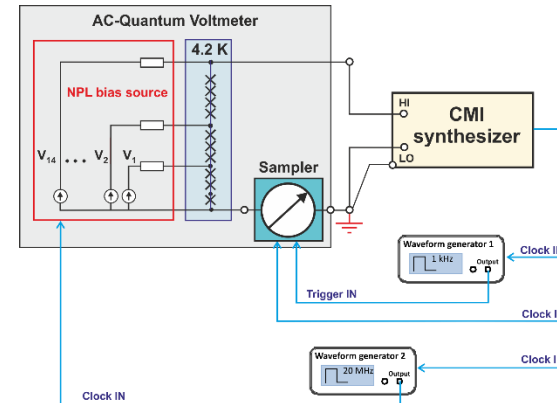 AC-Quantum Voltmeter
4.2 K
NPL bias source
V14 ... V2 V1
Sampler
HI
CMI
synthesizer
LO
Waveform generator 1
1 kHz
Output
Clock I
Trigger IN
Clock I
Waveform generator 2
20 MHz
Output
Clock I
Clock IN